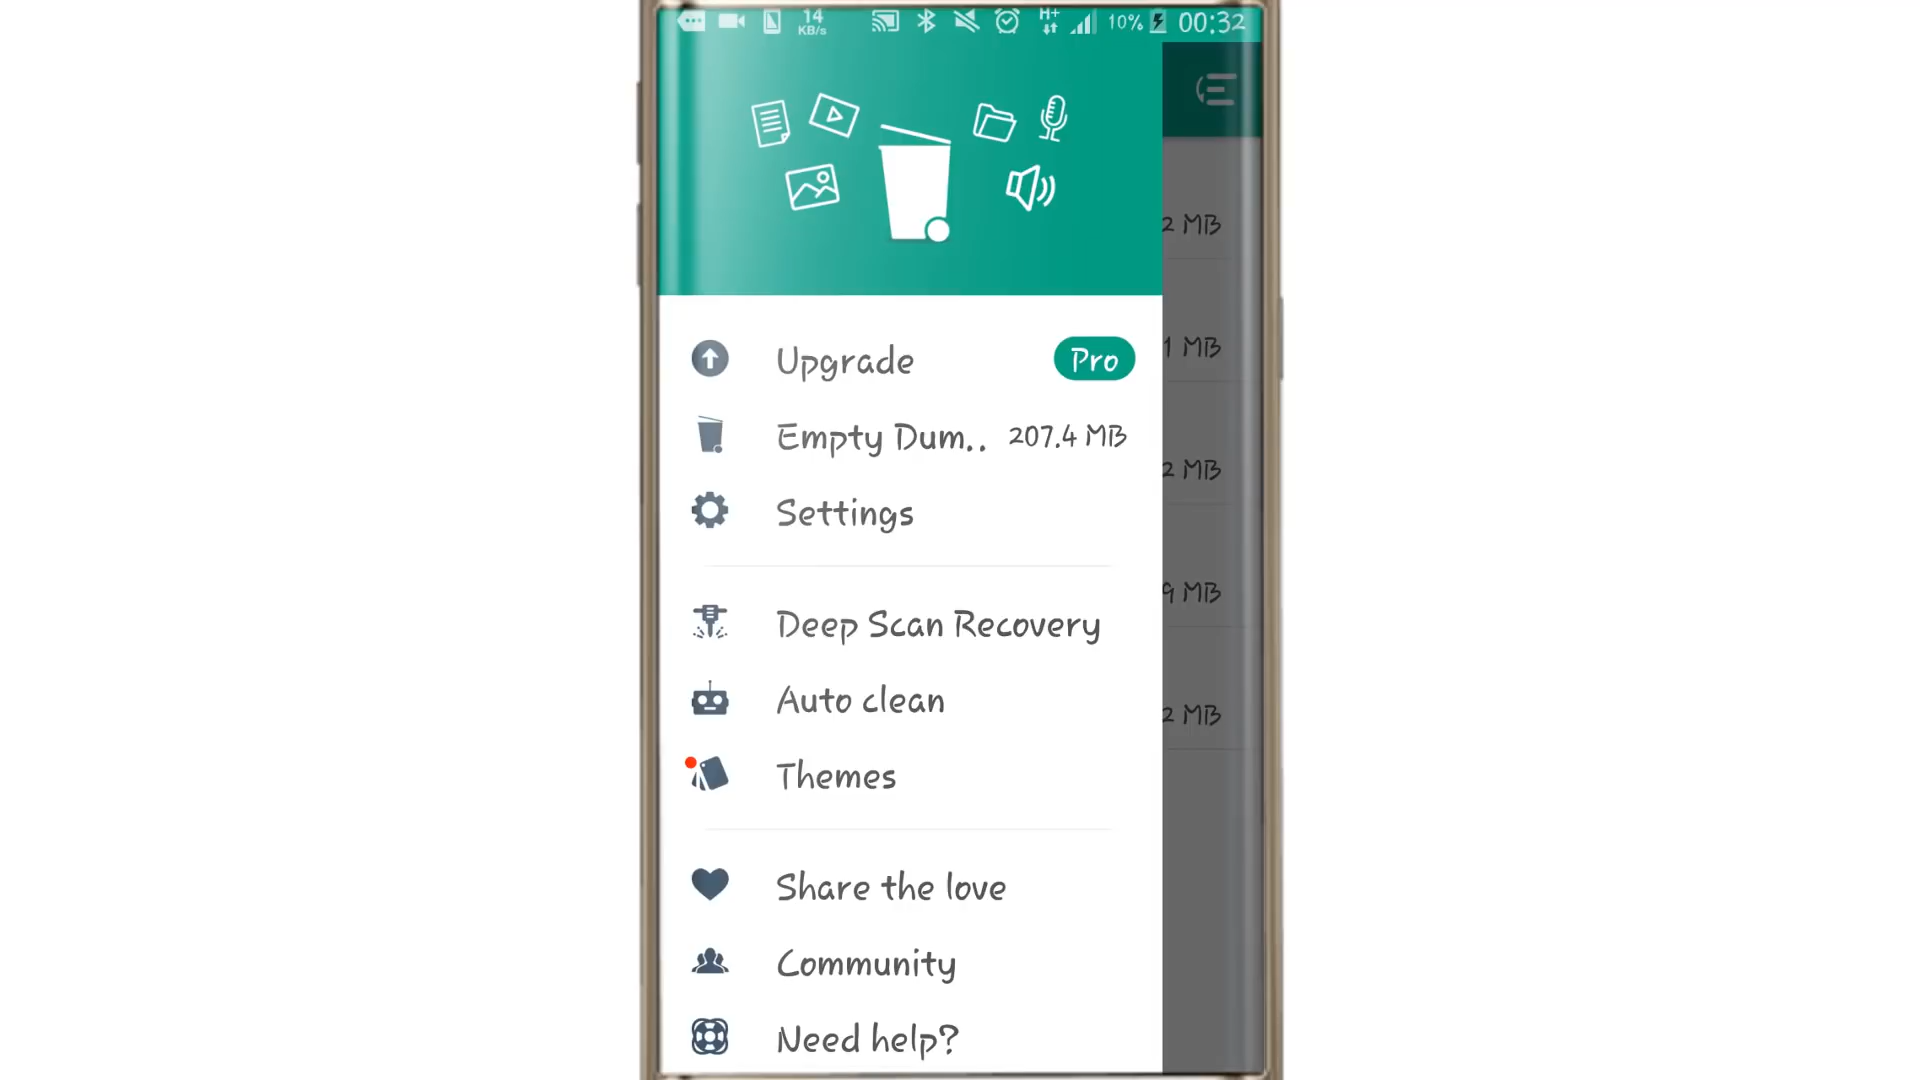 14
KB/s
H+
10%
00:32
Upgrade
Pro
Empty Dum..
207.4 MB
Settings
Deep Scan Recovery
Auto clean
Themes
Share the love
Community
Need help?
2 MB
1 MB
2 MB
9 MB
2 MB